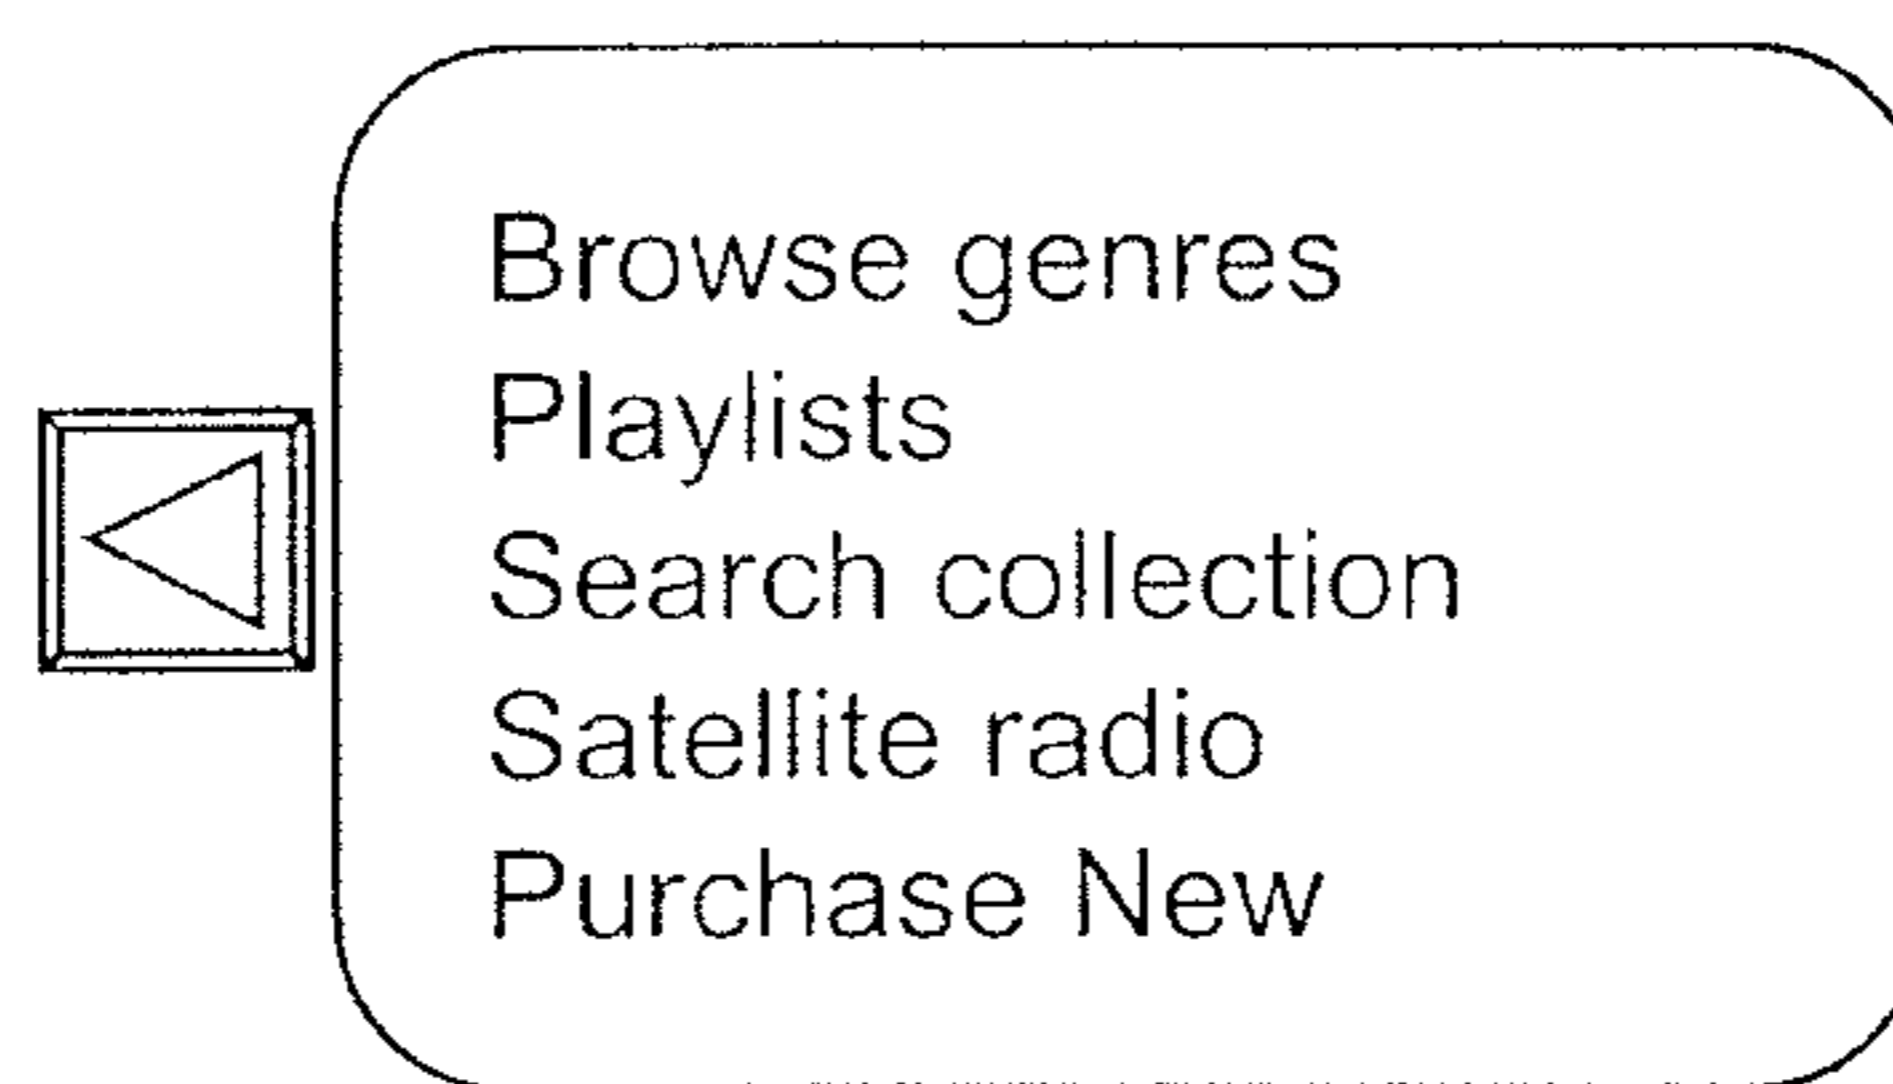 Browse genres
Playlists
Search collection
Satellite radio
Purchase New